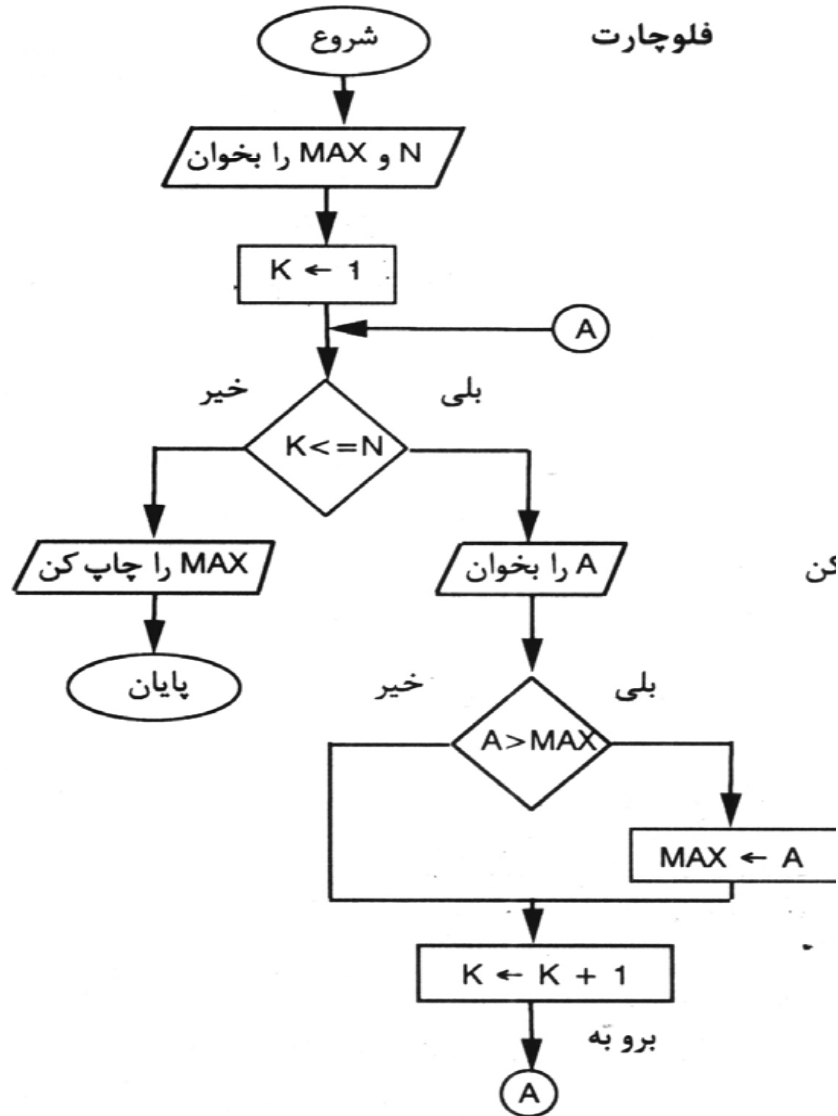 فلوچارت
شروع
N و MAX را بخوان
K ← 1
A
خیر
بلی
K<=N
MAX را چاپ کن
A را بخوان
کن
پایان
خیر
بلی
A>MAX
MAX ← A
K ← K + 1
برو به
A